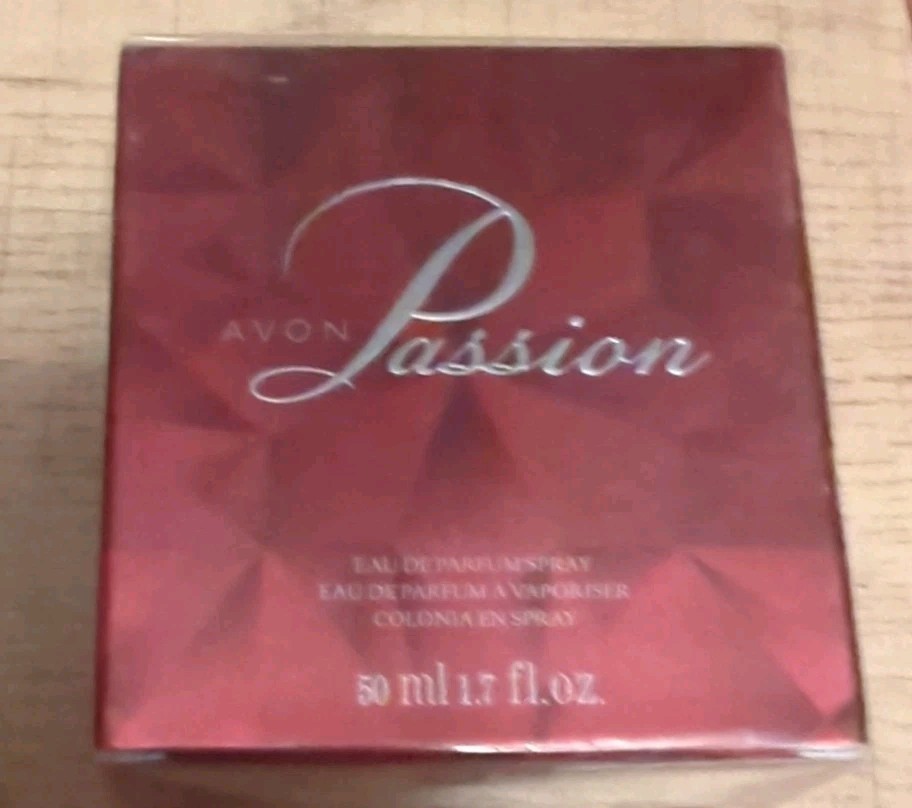 AVON Passion
EAU DE PARFUM SPRAY
EAU DE PARFUM À VAPORISER
COLONIA EN SPRAY
50 ml 1.7 fl.oz.